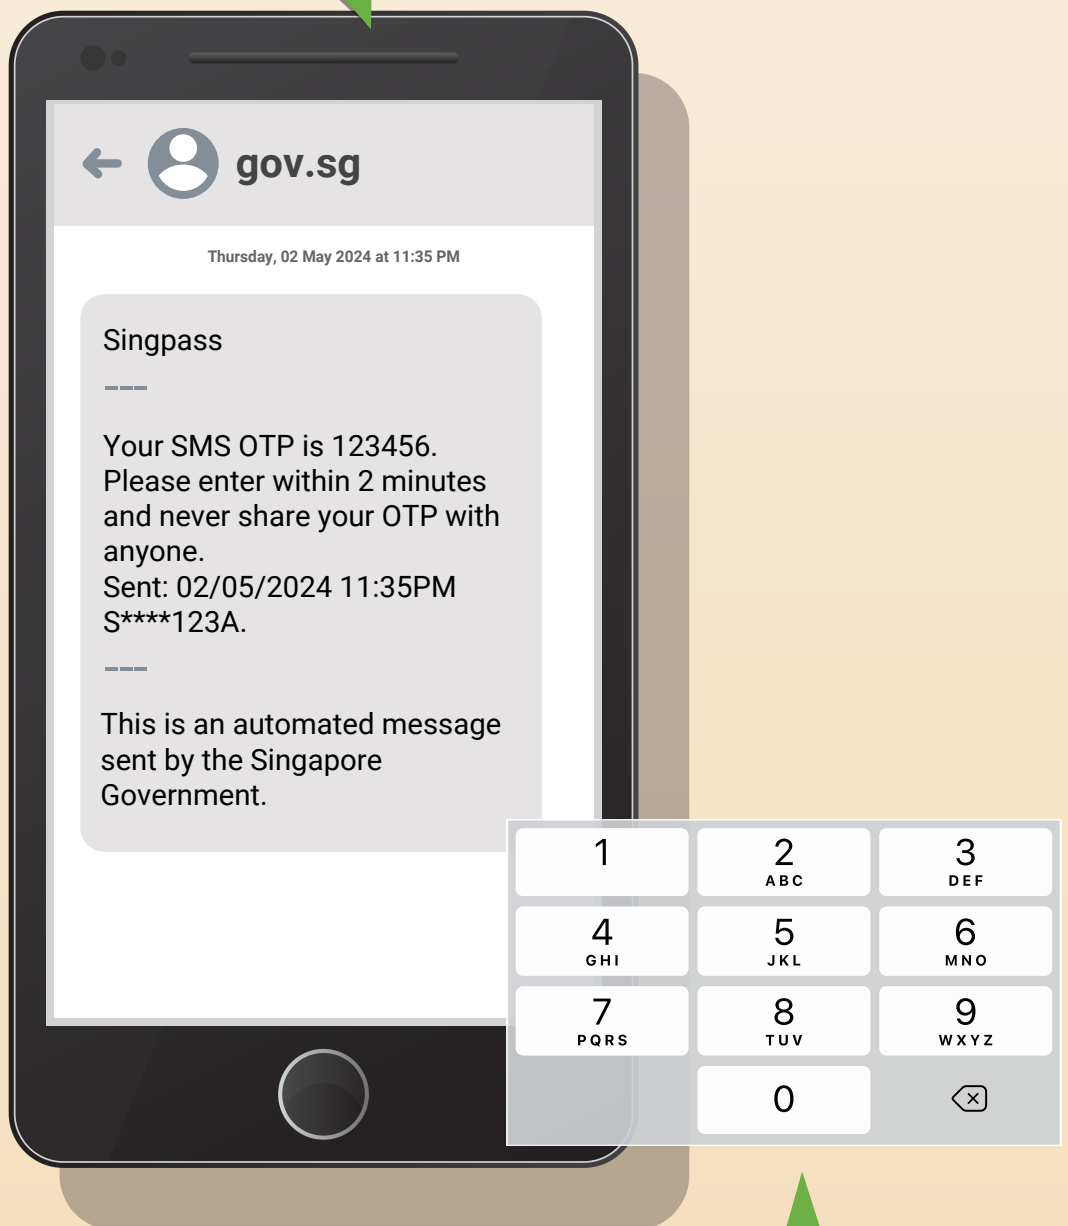 gov.sg
Thursday, 02 May 2024 at 11:35 PM
Singpass
---
Your SMS OTP is 123456.
Please enter within 2 minutes
and never share your OTP with
anyone.
Sent: 02/05/2024 11:35PM
S****123A.
---
This is an automated message
sent by the Singapore
Government.
1 2 3
ABC DEF
4 5 6
GHI JKL MNO
7 8 9
PQRS TUV WXYZ
0